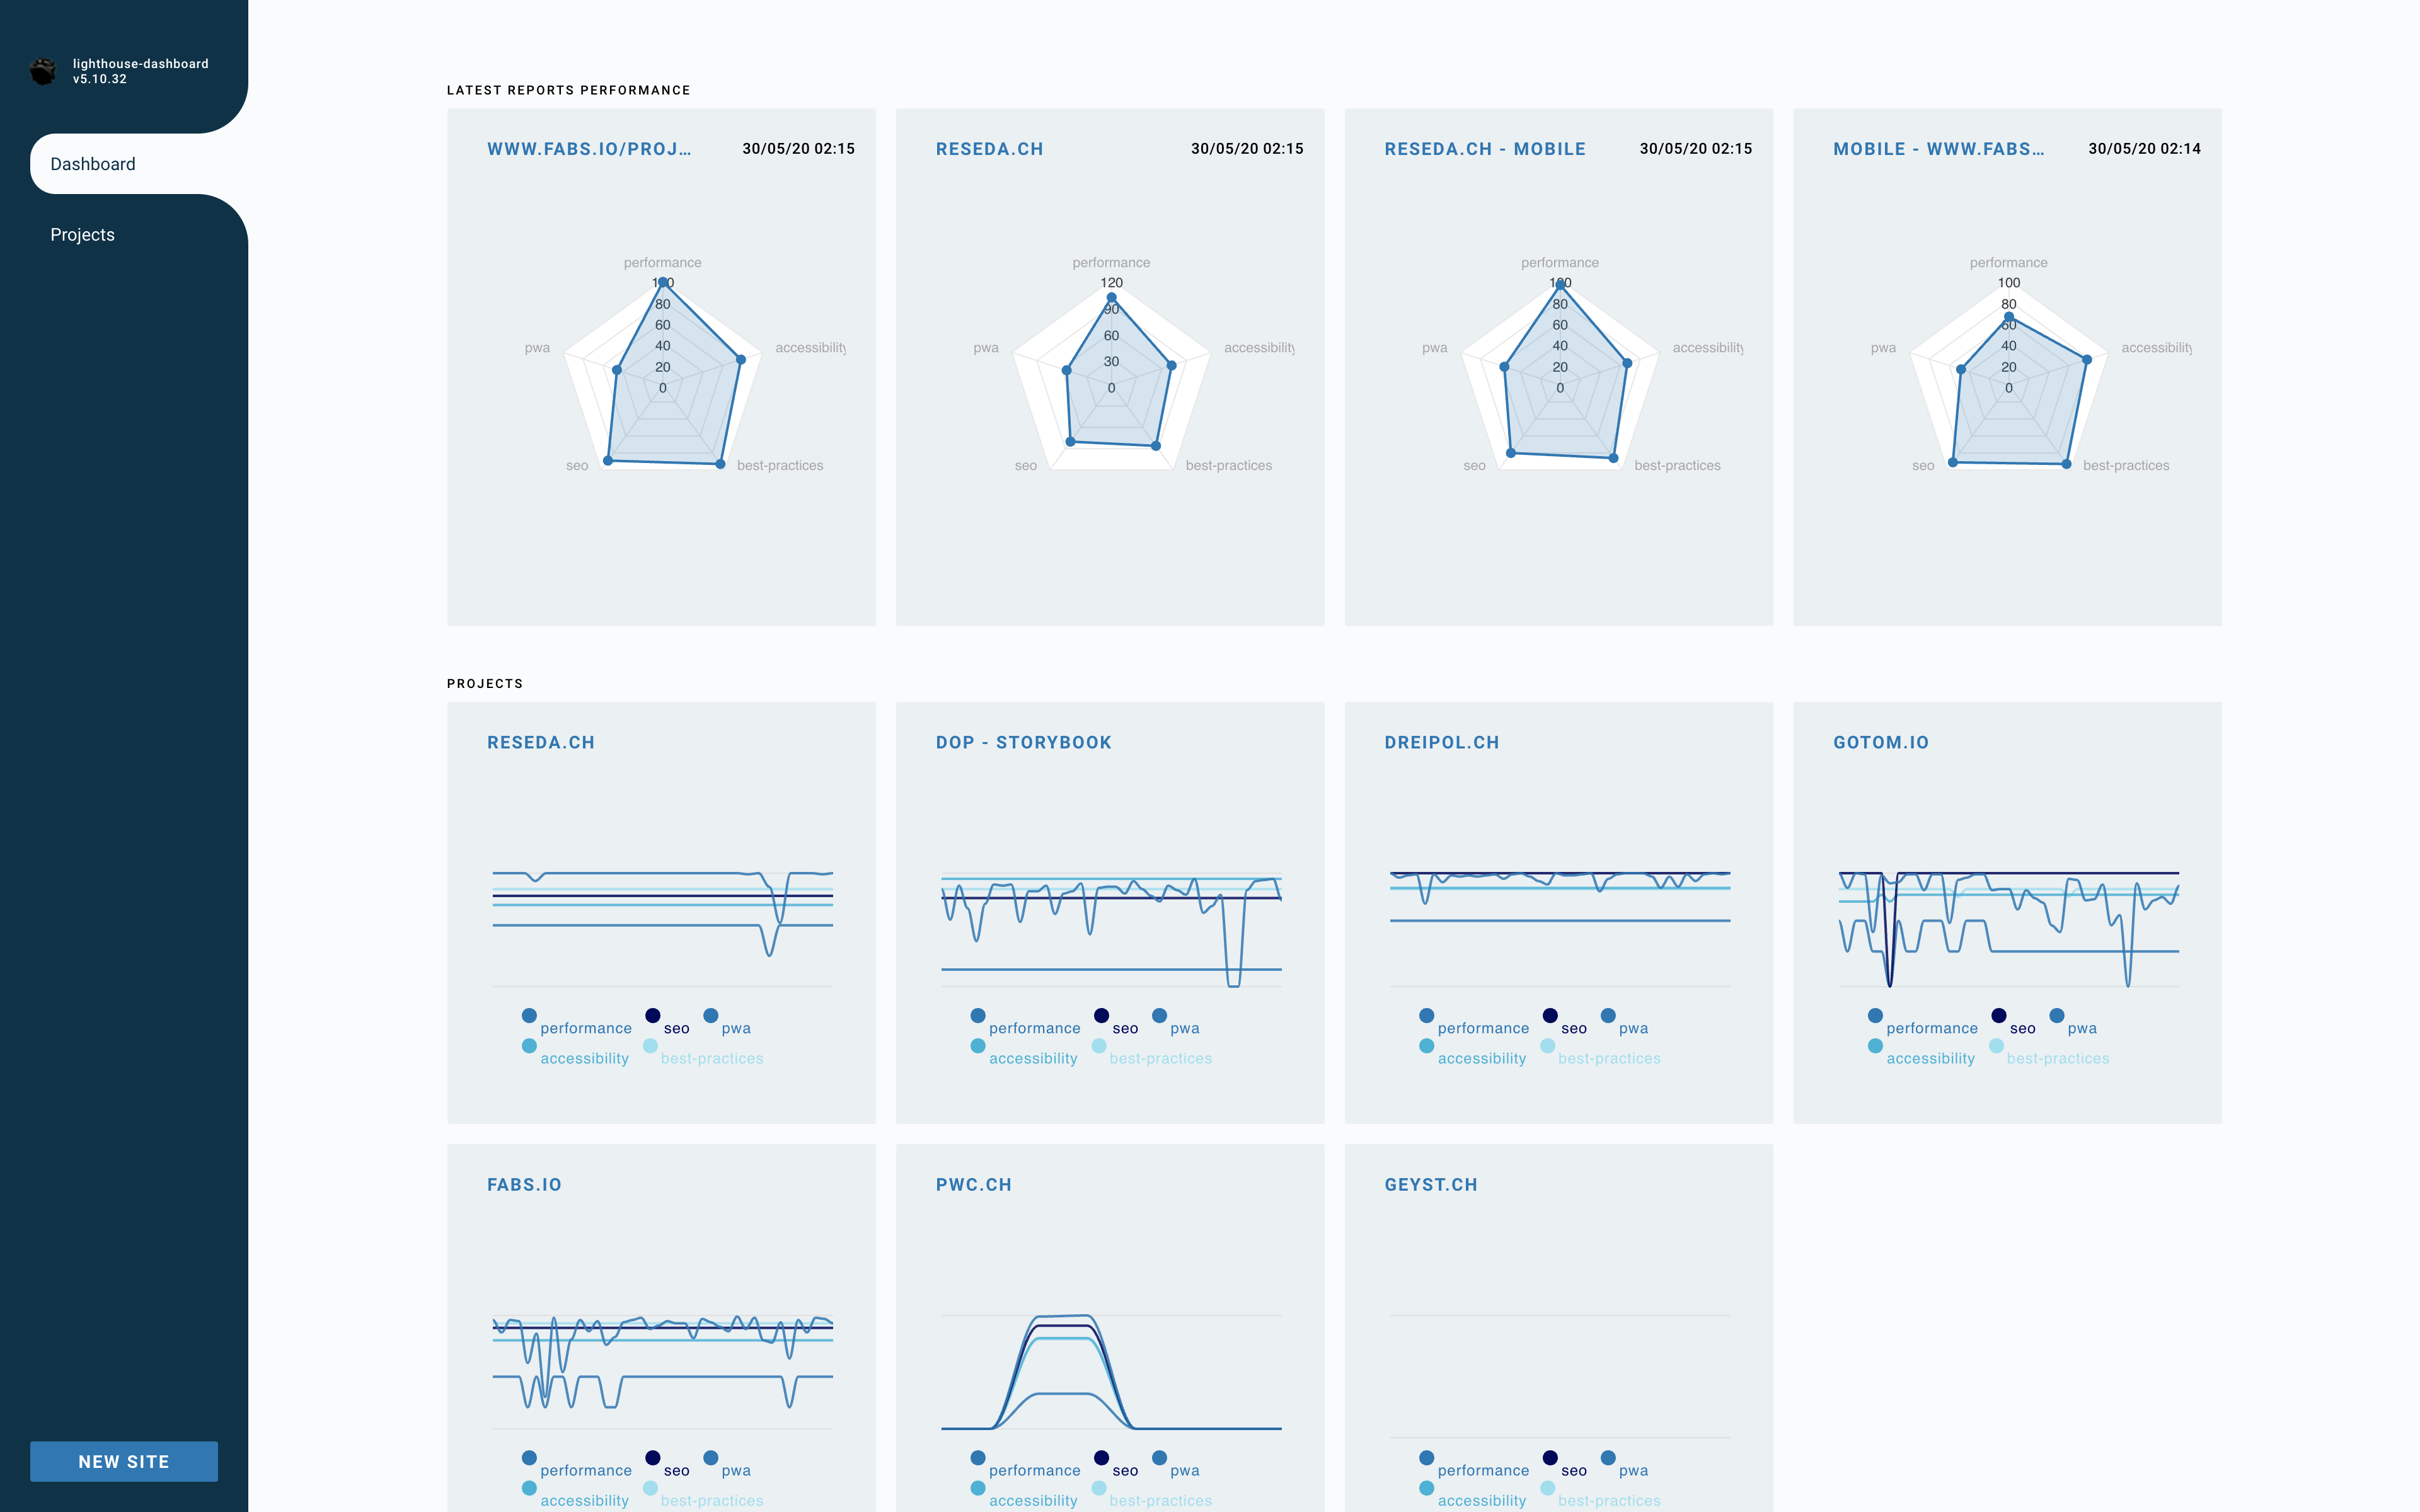 lighthouse-dashboard
v5.10.32
Dashboard
Projects
NEW SITE
LATEST REPORTS PERFORMANCE
WWW.FABS.IO/PROJ… 30/05/20 02:15
performance
100
80
60
40
20
0
pwa
accessibility
seo
best-practices
RESEDA.CH 30/05/20 02:15
performance
120
90
60
30
0
pwa
accessibility
seo
best-practices
RESEDA.CH - MOBILE 30/05/20 02:15
performance
100
80
60
40
20
0
pwa
accessibility
seo
best-practices
MOBILE - WWW.FABS… 30/05/20 02:14
performance
100
80
60
40
20
0
pwa
accessibility
seo
best-practices
PROJECTS
RESEDA.CH
performance seo pwa
accessibility best-practices
DOP - STORYBOOK
performance seo pwa
accessibility best-practices
DREIPOL.CH
performance seo pwa
accessibility best-practices
GOTOM.IO
performance seo pwa
accessibility best-practices
FABS.IO
performance seo pwa
accessibility best-practices
PWC.CH
performance seo pwa
accessibility best-practices
GEYST.CH
performance seo pwa
accessibility best-practices